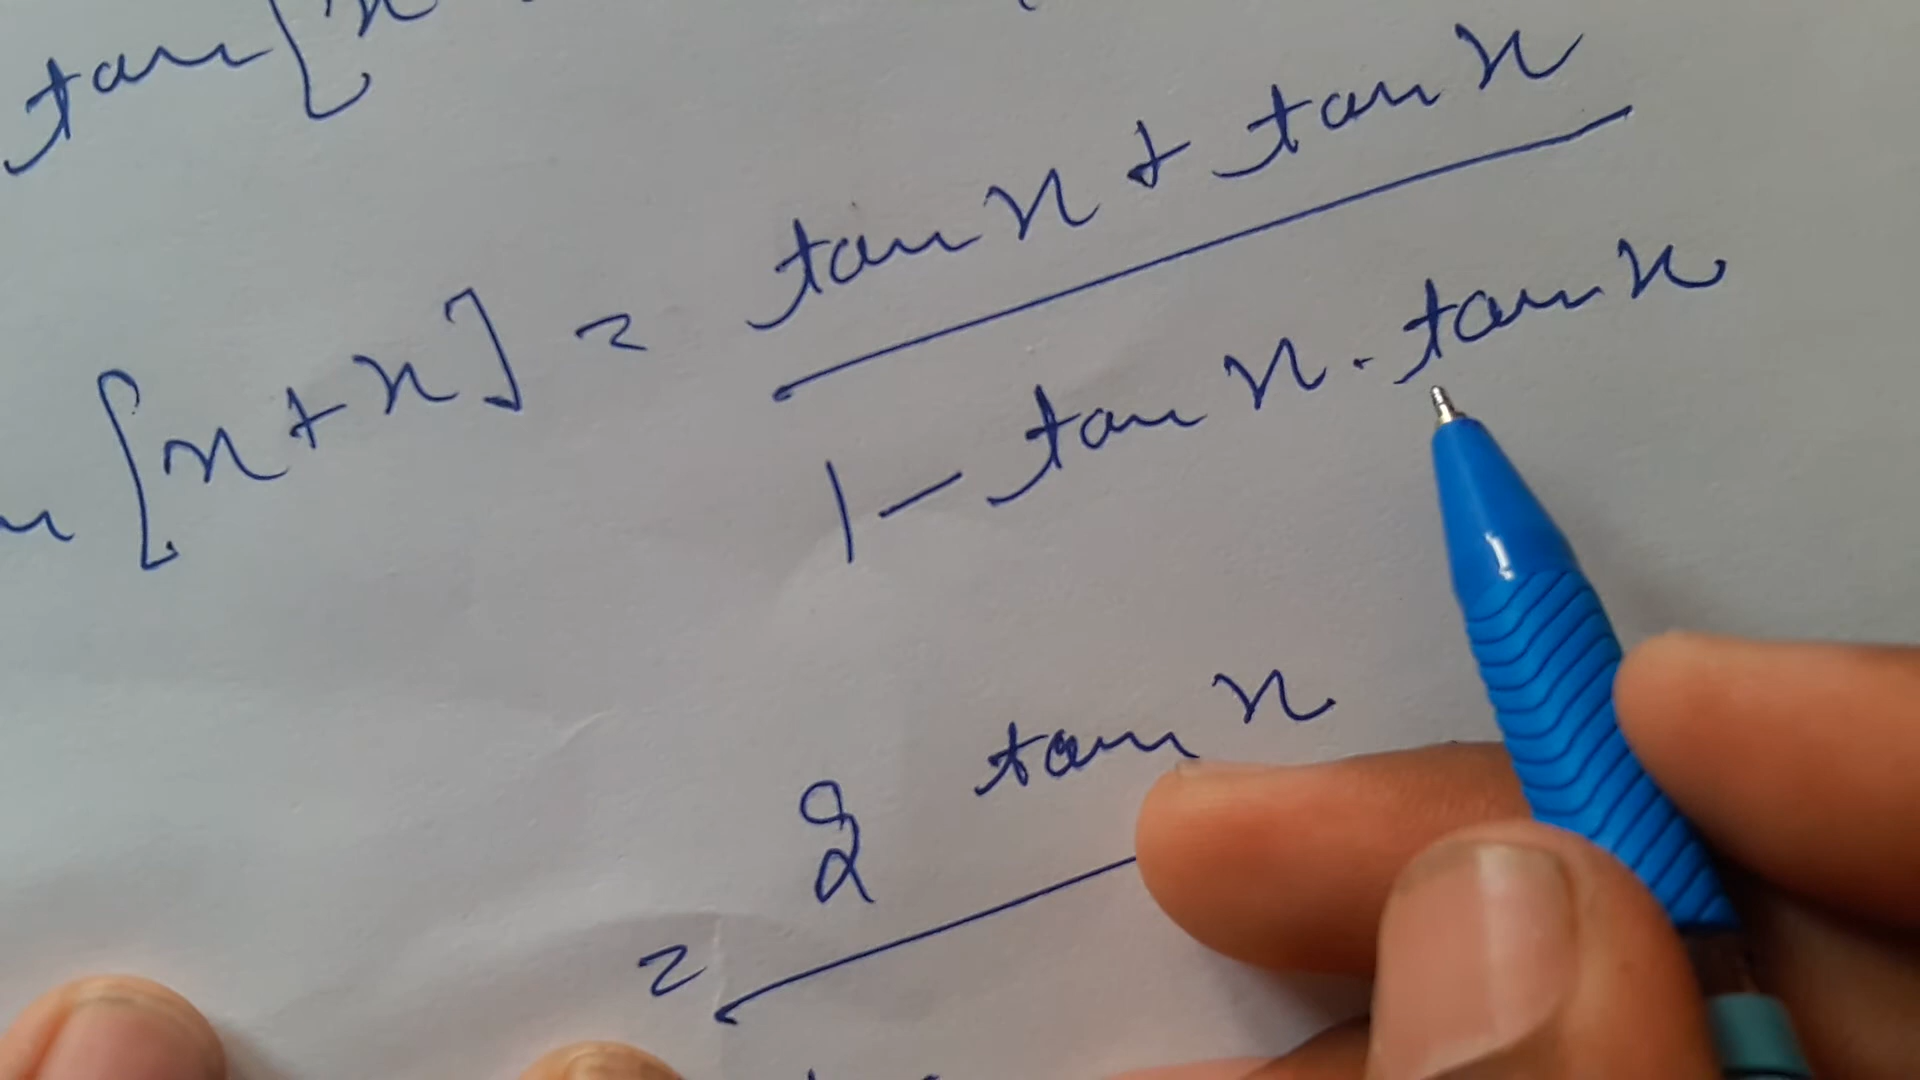 tan[x
[x+x] = tan x + tan x
1 - tan x . tan x
2 tan x
=